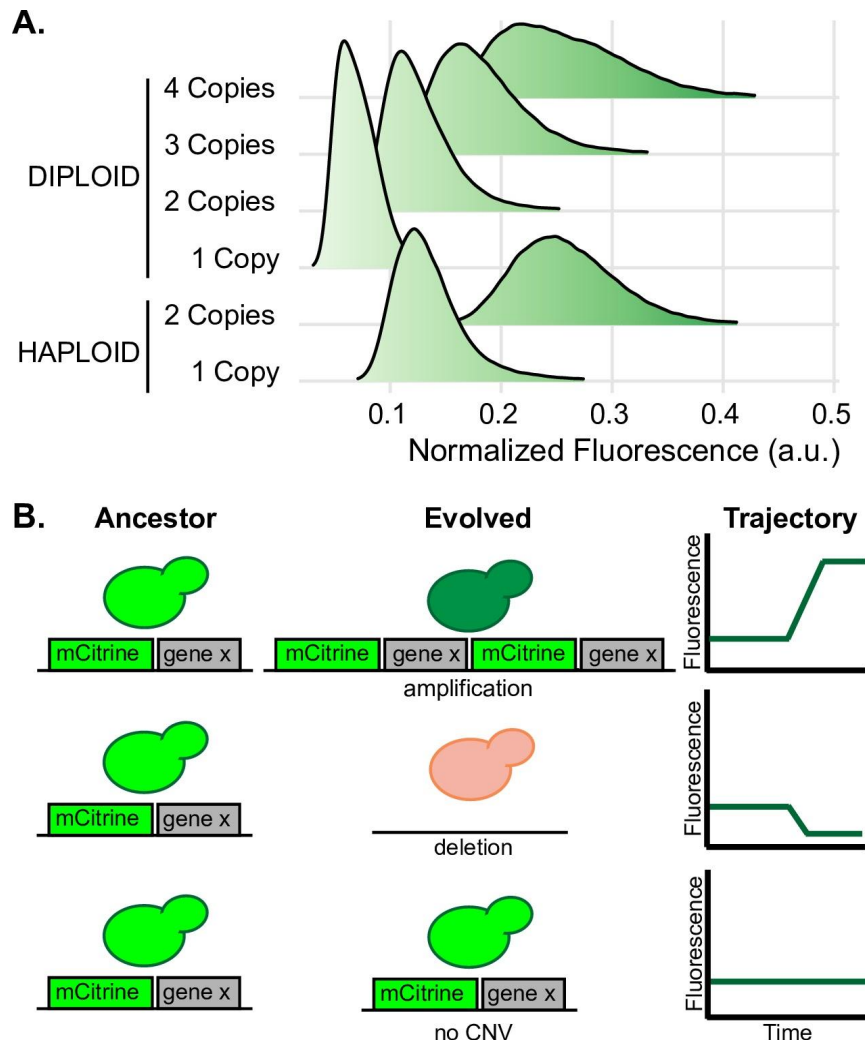 A.
4 Copies
3 Copies
DIPLOID
2 Copies
1 Copy
2 Copies
HAPLOID
1 Copy
0.1 0.2 0.3 0.4 0.5
Normalized Fluorescence (a.u.)
B. Ancestor Evolved Trajectory
Fluorescence
mCitrine gene x mCitrine gene x mCitrine gene x
amplification
Fluorescence
mCitrine gene x
deletion
Fluorescence
mCitrine gene x mCitrine gene x
no CNV Time